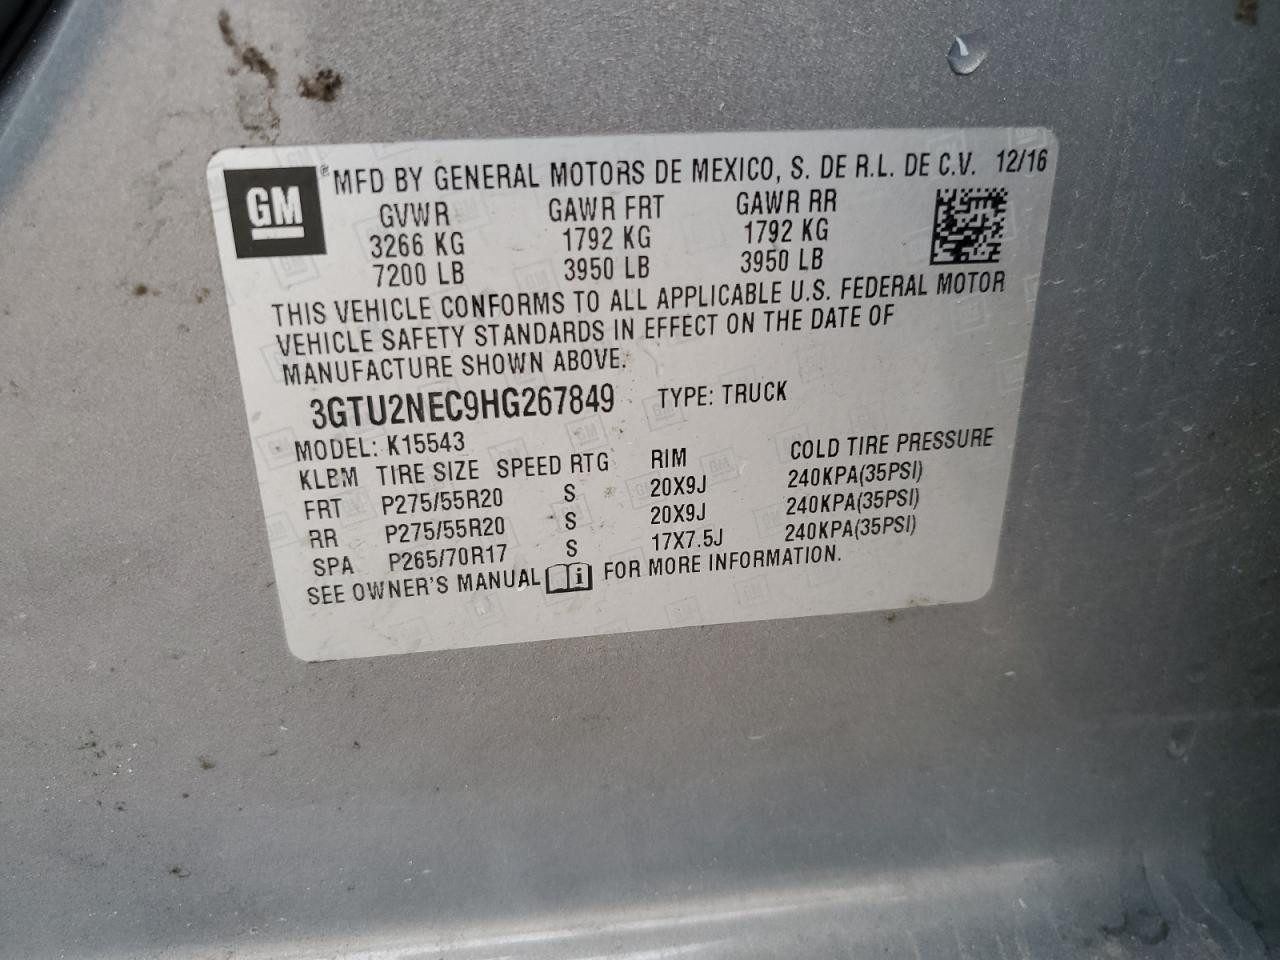 GM
® MFD BY GENERAL MOTORS DE MEXICO, S. DE R.L. DE C.V. 12/16
GVWR GAWR FRT GAWR RR
3266 KG 1792 KG 1792 KG
7200 LB 3950 LB 3950 LB
THIS VEHICLE CONFORMS TO ALL APPLICABLE U.S. FEDERAL MOTOR
VEHICLE SAFETY STANDARDS IN EFFECT ON THE DATE OF
MANUFACTURE SHOWN ABOVE.
3GTU2NEC9HG267849 TYPE: TRUCK
MODEL: K15543
KLBM TIRE SIZE SPEED RTG RIM COLD TIRE PRESSURE
FRT P275/55R20 S 20X9J 240KPA(35PSI)
RR P275/55R20 S 20X9J 240KPA(35PSI)
SPA P265/70R17 S 17X7.5J 240KPA(35PSI)
SEE OWNER'S MANUAL i FOR MORE INFORMATION.